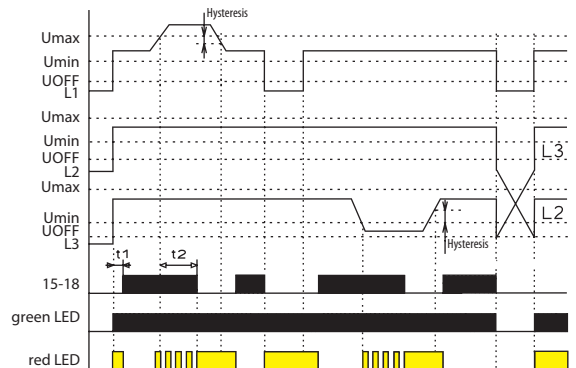 Hysteresis
Umax
Umin
UOFF
L1
Umax
Umin
UOFF
L2
L3
Umax
Umin
UOFF
L3
L2
Hysteresis
t1
t2
15-18
green LED
red LED